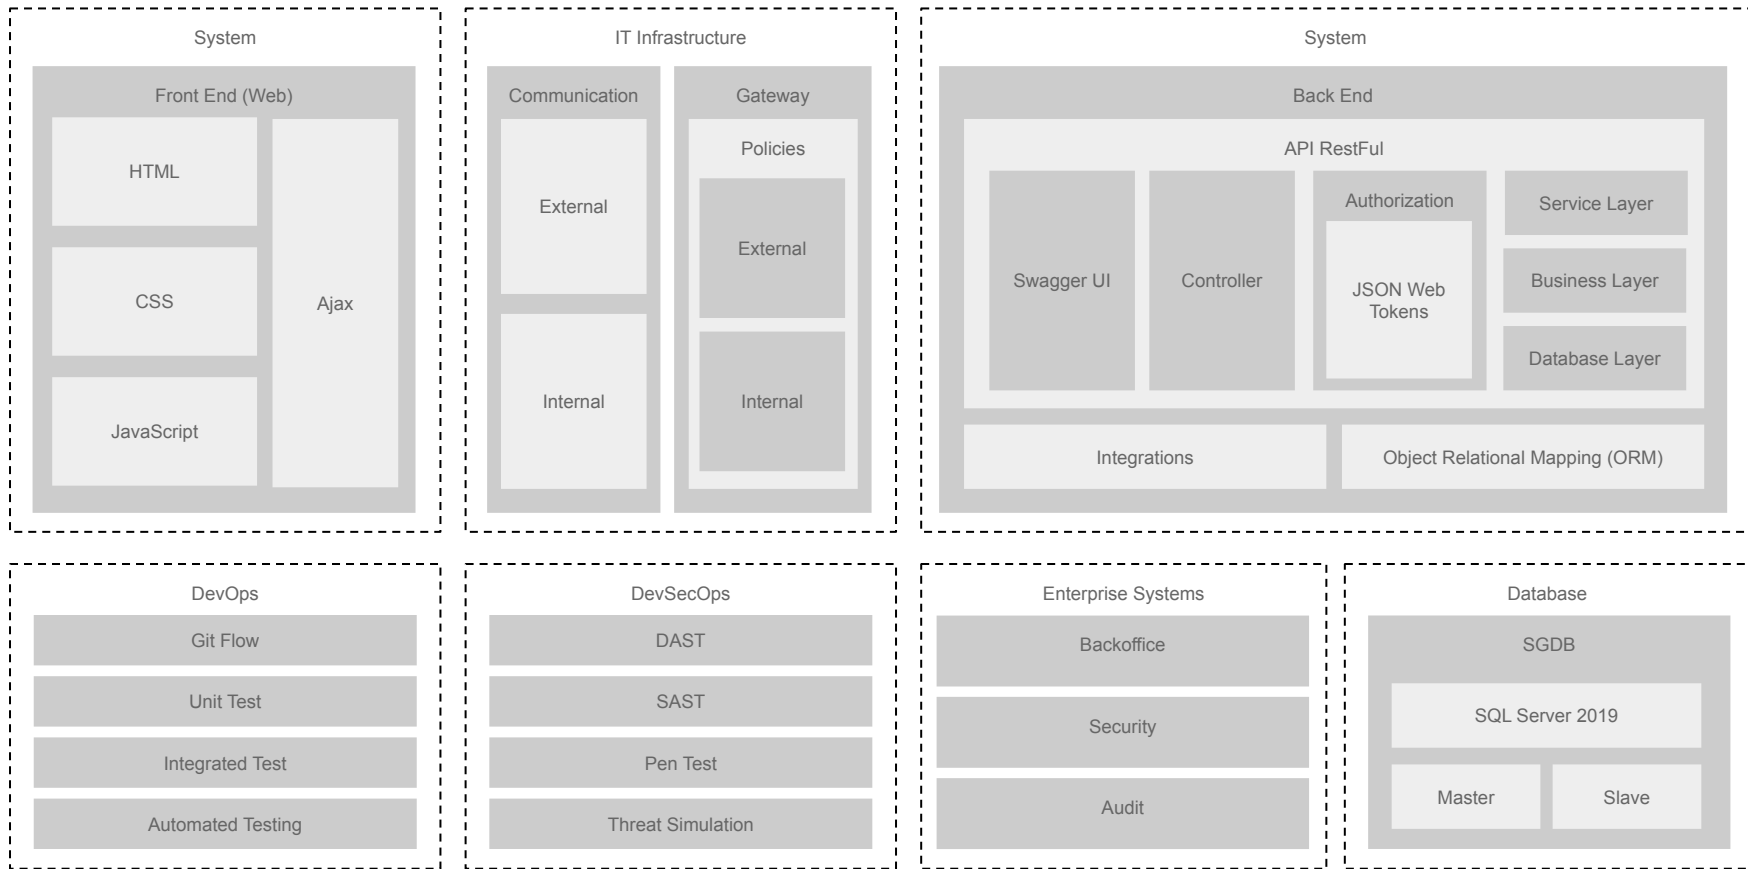 System
Front End (Web)
HTML
CSS
JavaScript
Ajax
IT Infrastructure
Communication
External
Internal
Gateway
Policies
External
Internal
System
Back End
API RestFul
Swagger UI
Controller
Authorization
JSON Web
Tokens
Service Layer
Business Layer
Database Layer
Integrations
Object Relational Mapping (ORM)
DevOps
Git Flow
Unit Test
Integrated Test
Automated Testing
DevSecOps
DAST
SAST
Pen Test
Threat Simulation
Enterprise Systems
Backoffice
Security
Audit
Database
SGDB
SQL Server 2019
Master
Slave